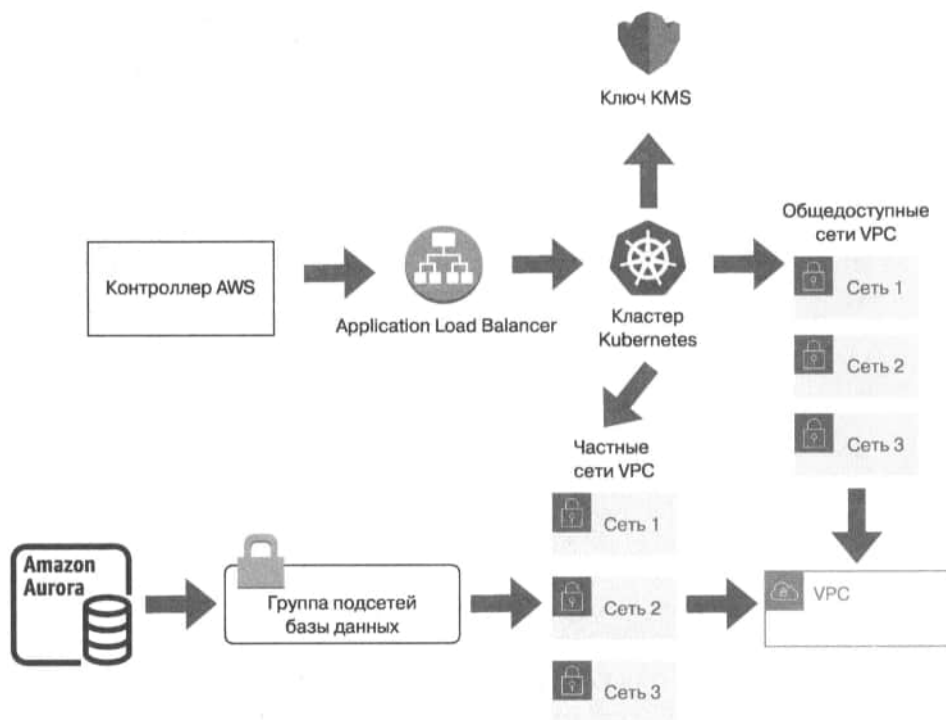 Ключ KMS
Общедоступные
сети VPC
Контроллер AWS
Application Load Balancer
Кластер
Kubernetes
Сеть 1
Сеть 2
Сеть 3
Частные
сети VPC
Сеть 1
Сеть 2
Сеть 3
Amazon
Aurora
Группа подсетей
базы данных
VPC